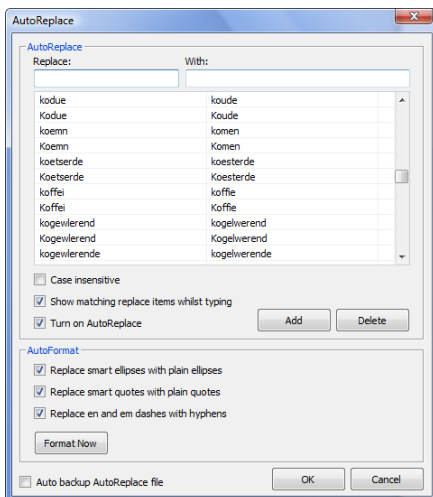 AutoReplace
AutoReplace
Replace: With:
kodue koude
Kodue Koude
koemn komen
Koemn Komen
koetserde koesterde
Koetserde Koesterde
koffei koffie
Koffei Koffie
kogewlerend kogelwerend
Kogewlerend Kogelwerend
kogewlerende kogelwerende
Case insensitive
Show matching replace items whilst typing
Turn on AutoReplace Add Delete
AutoFormat
Replace smart ellipses with plain ellipses
Replace smart quotes with plain quotes
Replace en and em dashes with hyphens
Format Now
Auto backup AutoReplace file OK Cancel